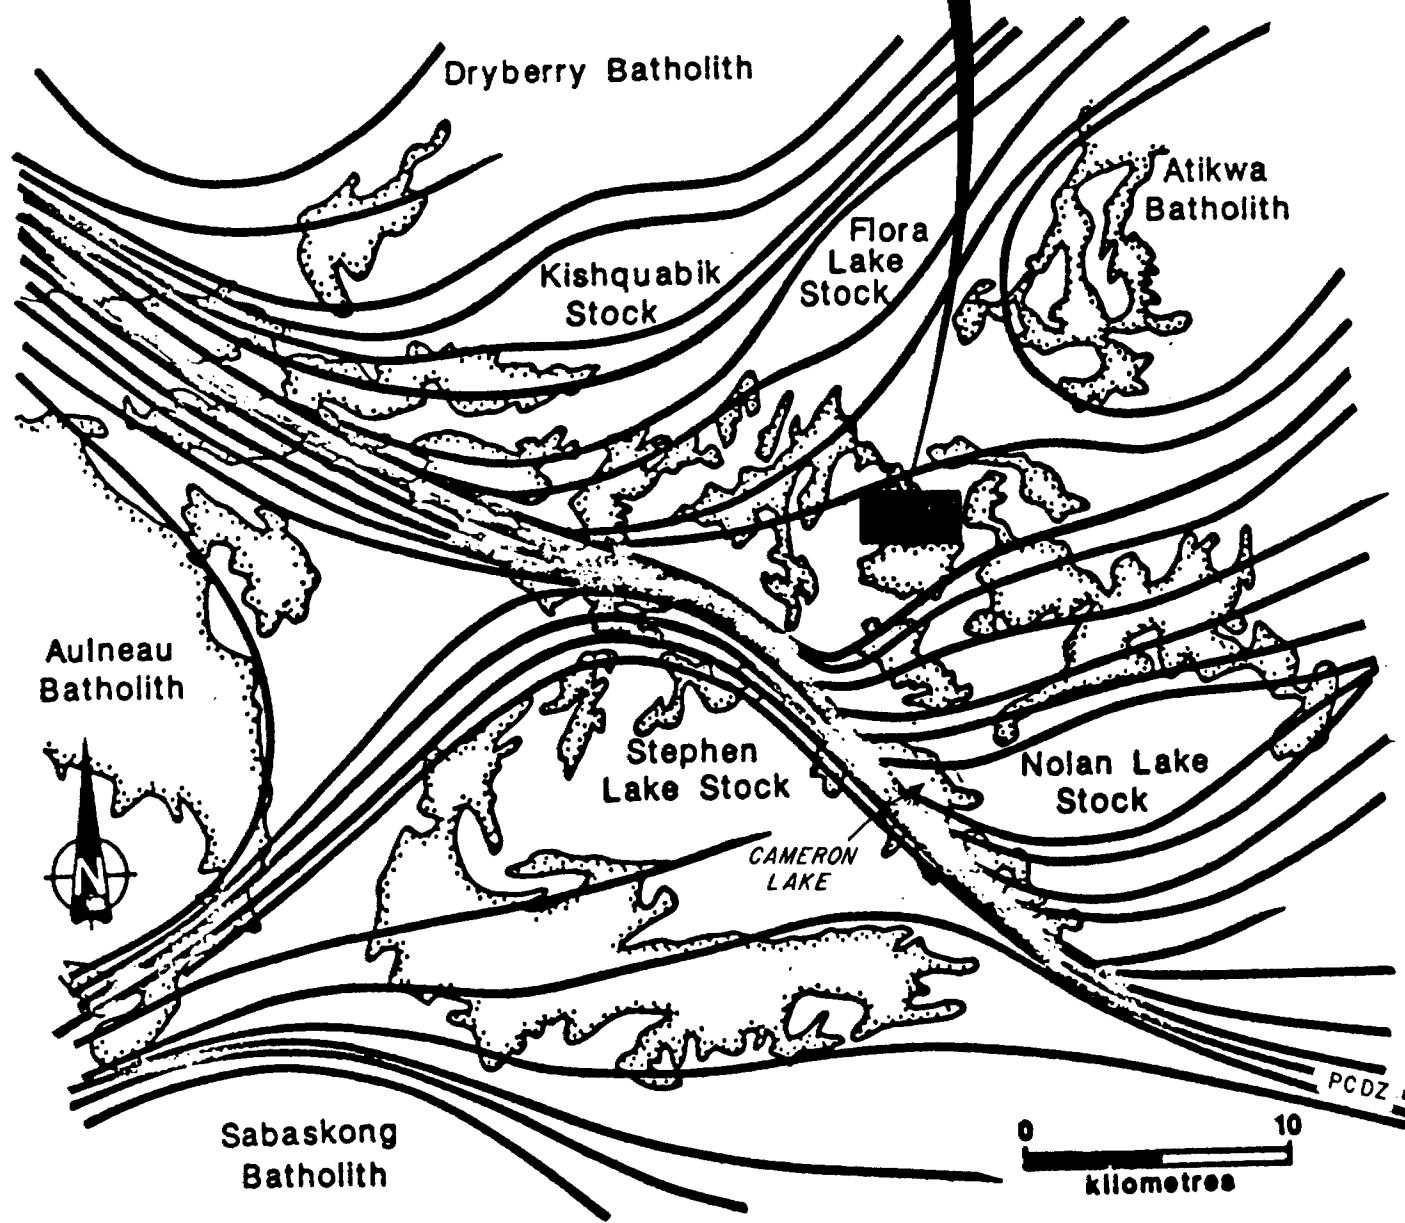 Dryberry Batholith
Atikwa
Batholith
Flora
Lake
Stock
Kishquabik
Stock
Aulneau
Batholith
Stephen
Lake Stock
Nolan Lake
Stock
CAMERON
LAKE
N
PCDZ
Sabaskong
Batholith
0 10
kilometres